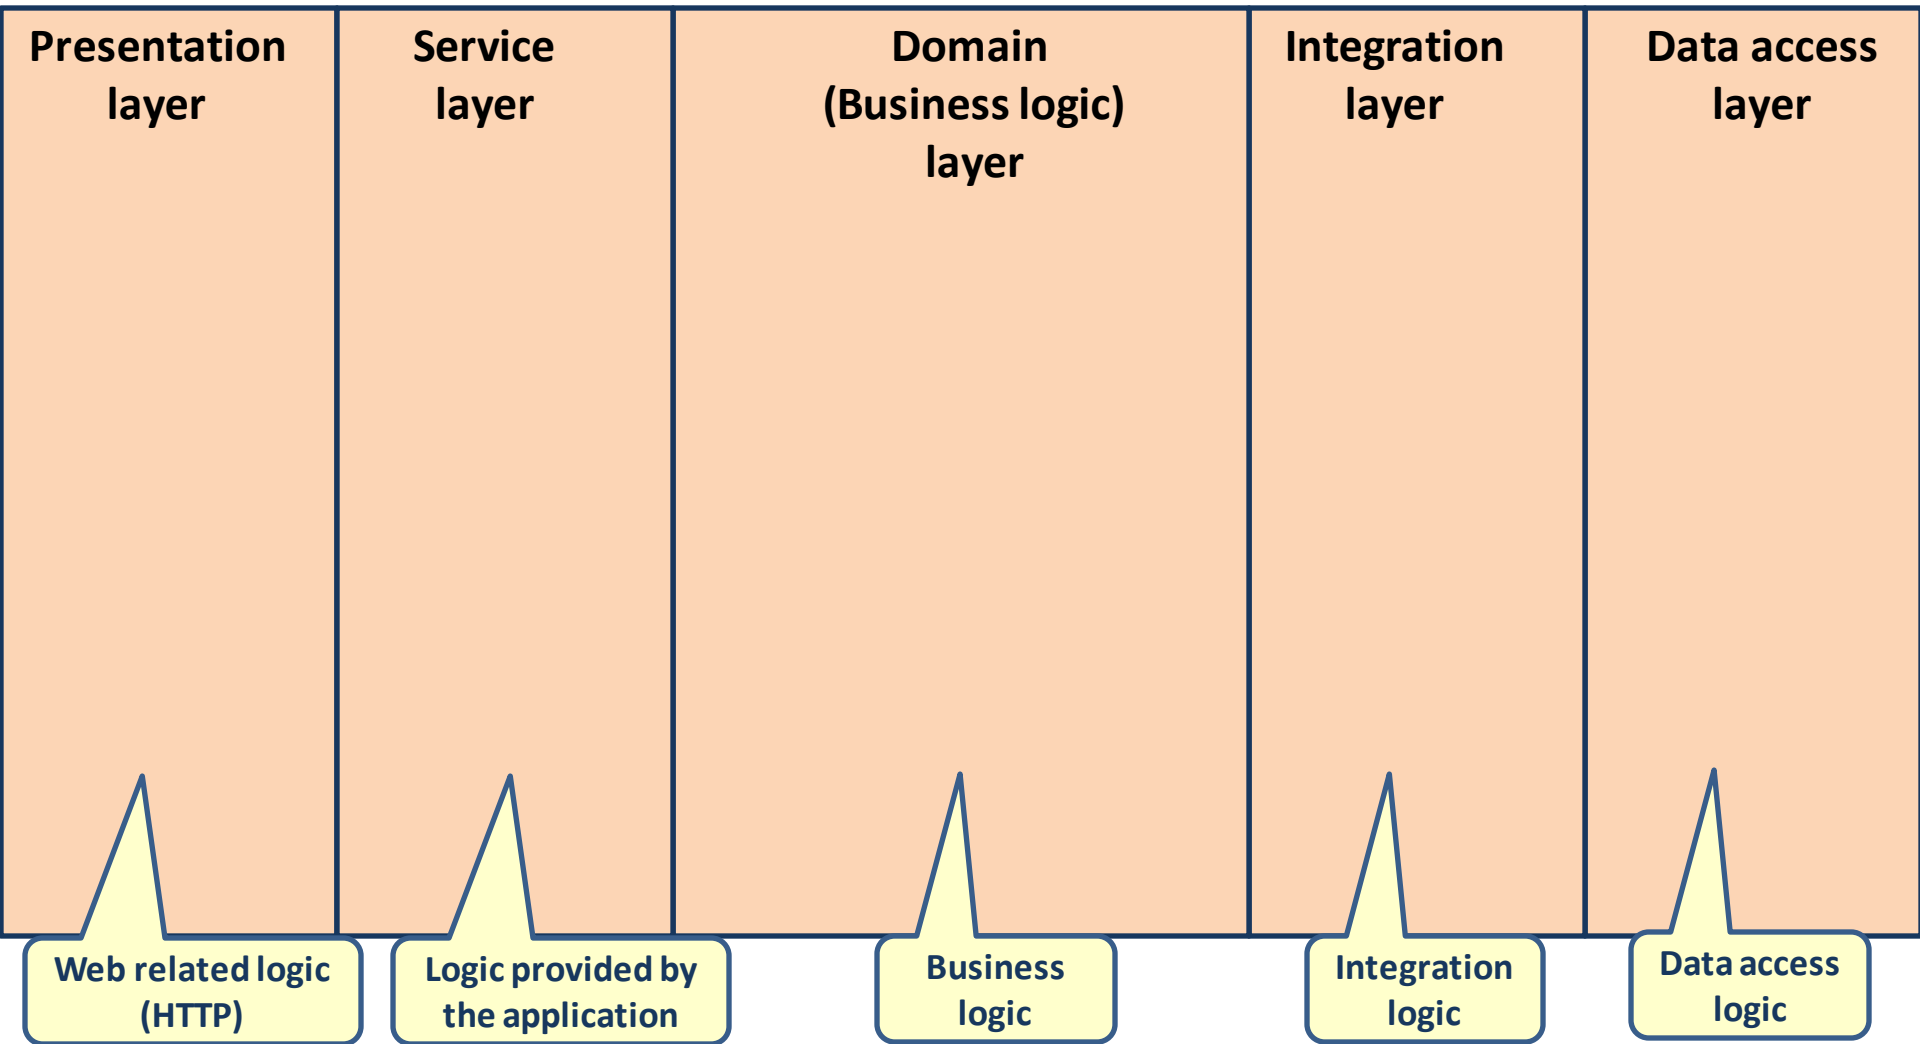 Presentation
layer
Service
layer
Domain
(Business logic)
layer
Integration
layer
Data access
layer
Web related logic
(HTTP)
Logic provided by
the application
Business
logic
Integration
logic
Data access
logic